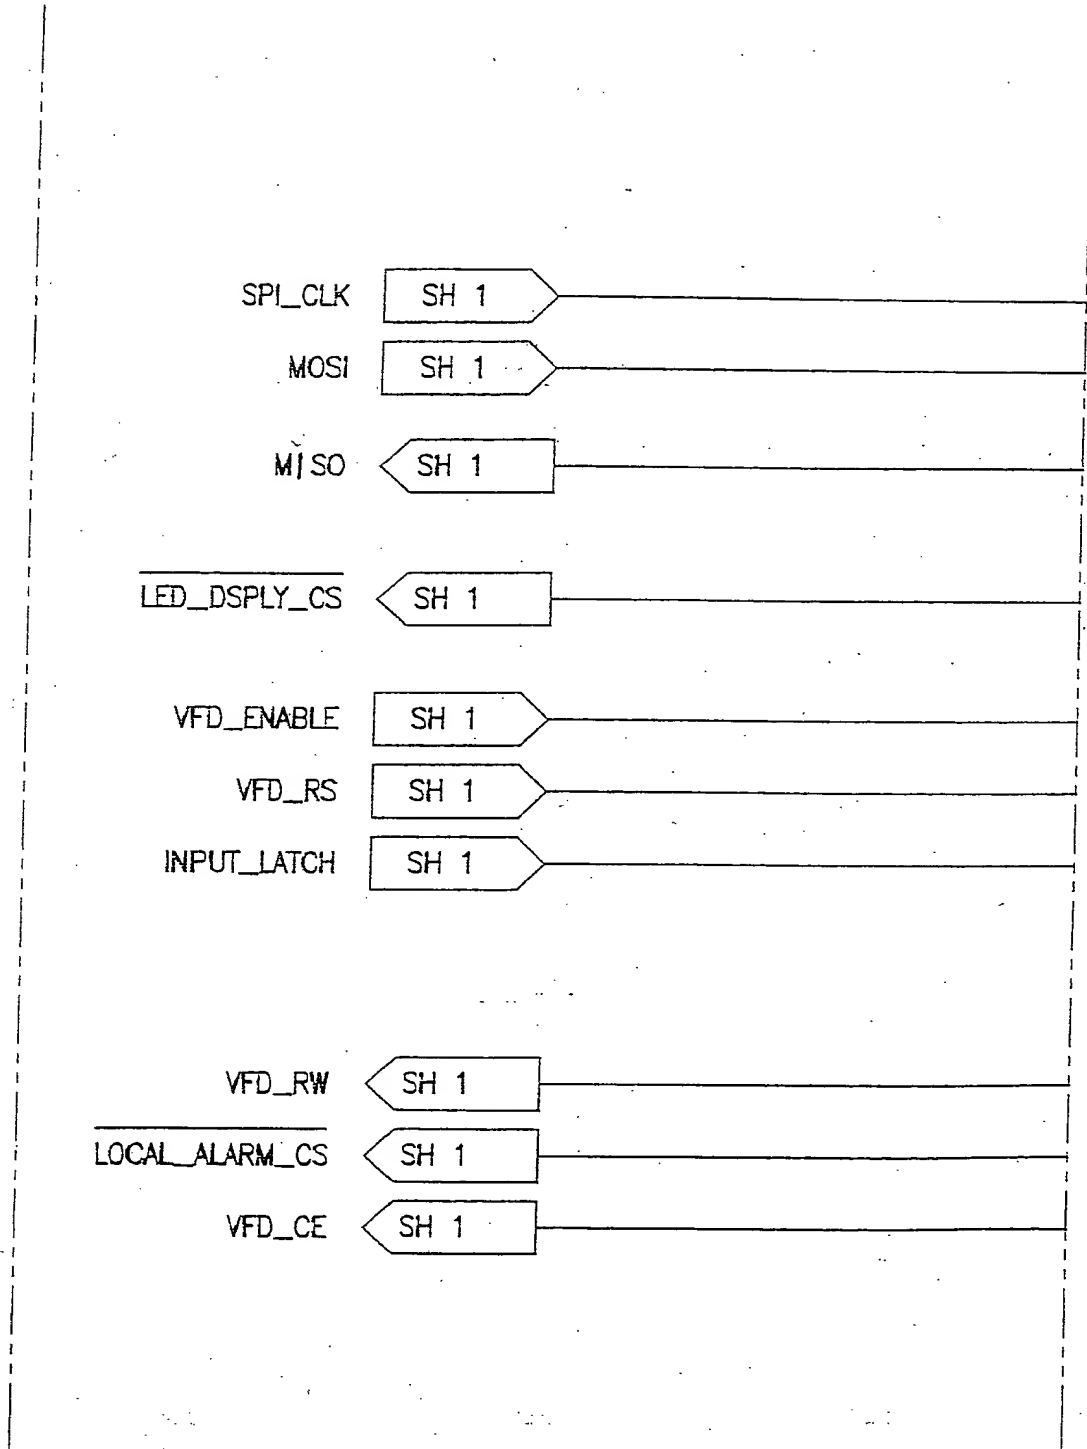 SPI_CLK SH 1
MOSI SH 1
MISO SH 1
LED_DSPLY_CS SH 1
VFD_ENABLE SH 1
VFD_RS SH 1
INPUT_LATCH SH 1
VFD_RW SH 1
LOCAL_ALARM_CS SH 1
VFD_CE SH 1